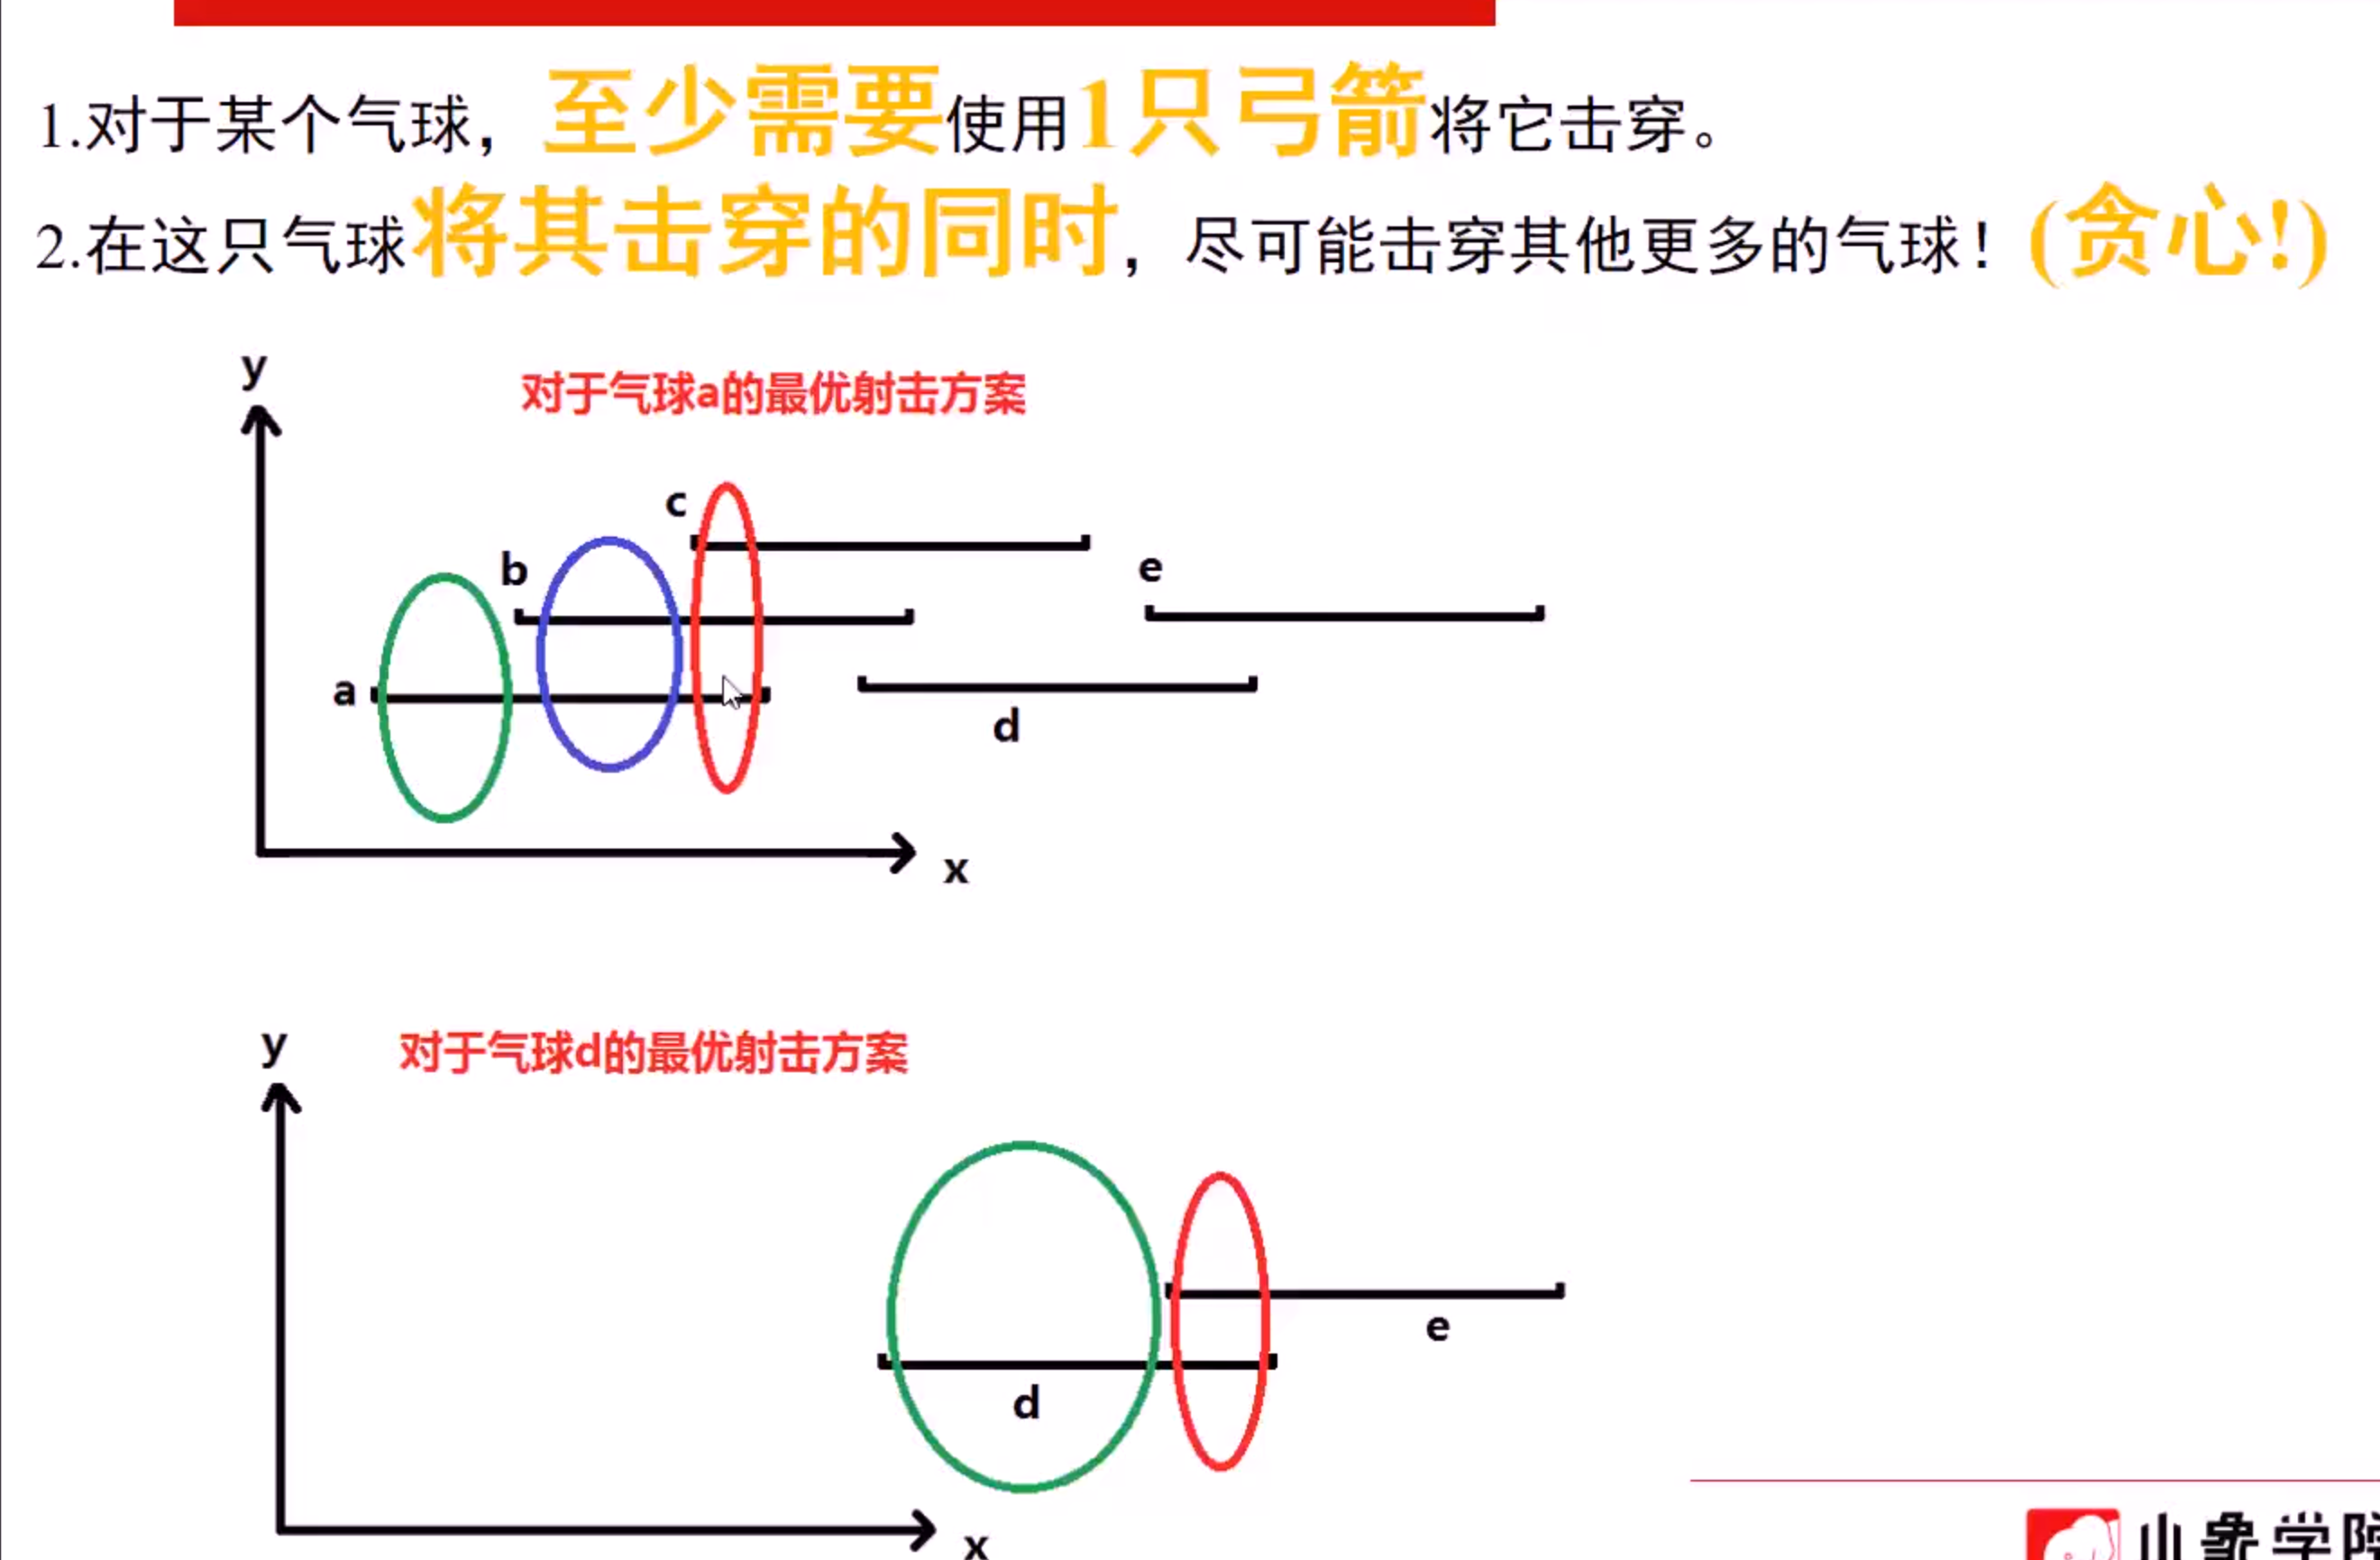 1.对于某个气球，至少需要使用1只弓箭将它击穿。
2.在这只气球将其击穿的同时，尽可能击穿其他更多的气球！(贪心!)
y
对于气球a的最优射击方案
c
b
e
a
d
x
y
对于气球d的最优射击方案
e
d
x
小象学院